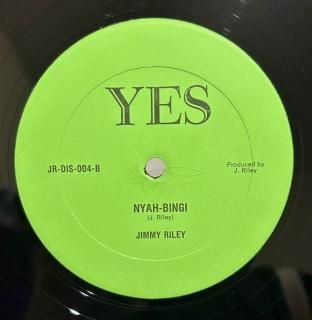 YES
JR-DIS-004-B
Produced by
J. Riley
NYAH-BINGI
(J. Riley)
JIMMY RILEY